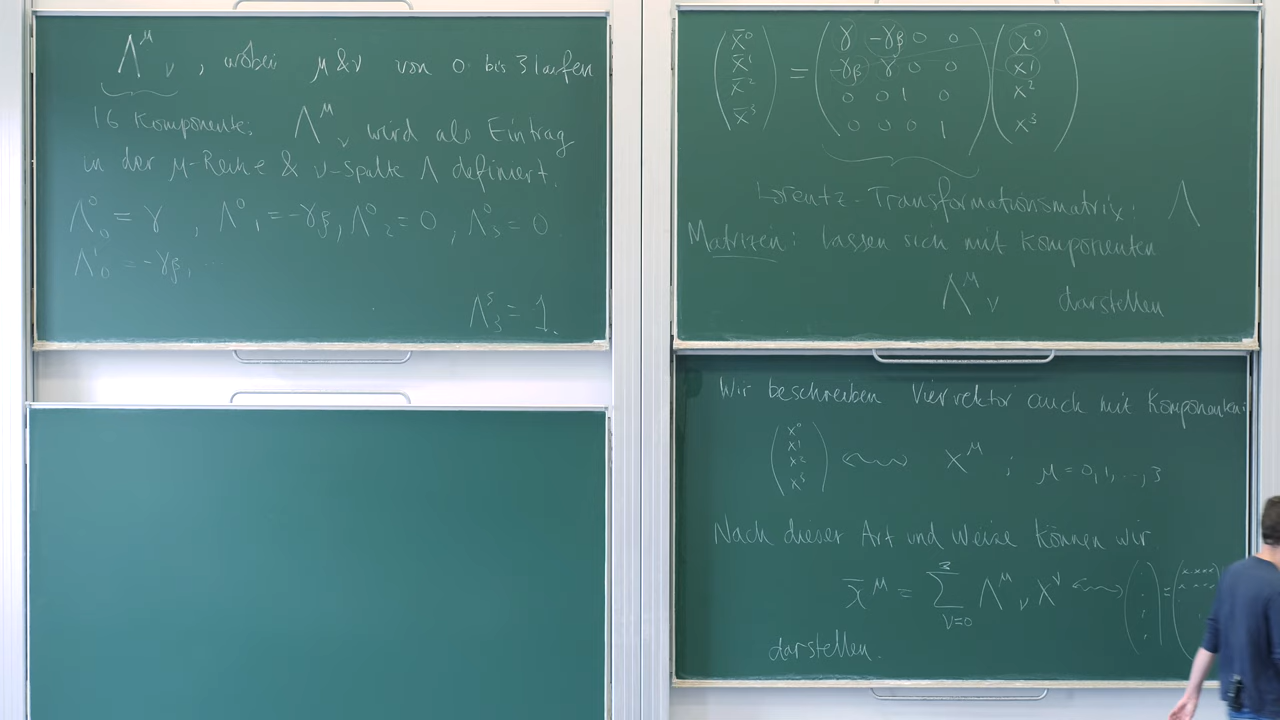 Λ^μ_ν , wobei μ & ν von 0 bis 3 laufen
16 Komponente: Λ^μ_ν wird als Eintrag
in der μ-Reihe & ν-Spalte Λ definiert.
Λ^0_0 = γ , Λ^0_1 = -γβ, Λ^0_2 = 0 , Λ^0_3 = 0
Λ^1_0 = -γβ, ...
Λ^3_3 = 1.
x̄^0 γ -γβ 0 0 x^0
x̄^1 = -γβ γ 0 0 x^1
x̄^2 0 0 1 0 x^2
x̄^3 0 0 0 1 x^3
Lorentz-Transformationsmatrix: Λ
Matrizen: lassen sich mit Komponenten
Λ^μ_ν darstellen
Wir beschreiben Viervektor auch mit Komponenten:
x^0
x^1
x^2
x^3
x^μ ; μ = 0,1,...,3
Nach dieser Art und Weize können wir
x̄^μ = ∑_{ν=0}^{3} Λ^μ_ν x^ν
darstellen.